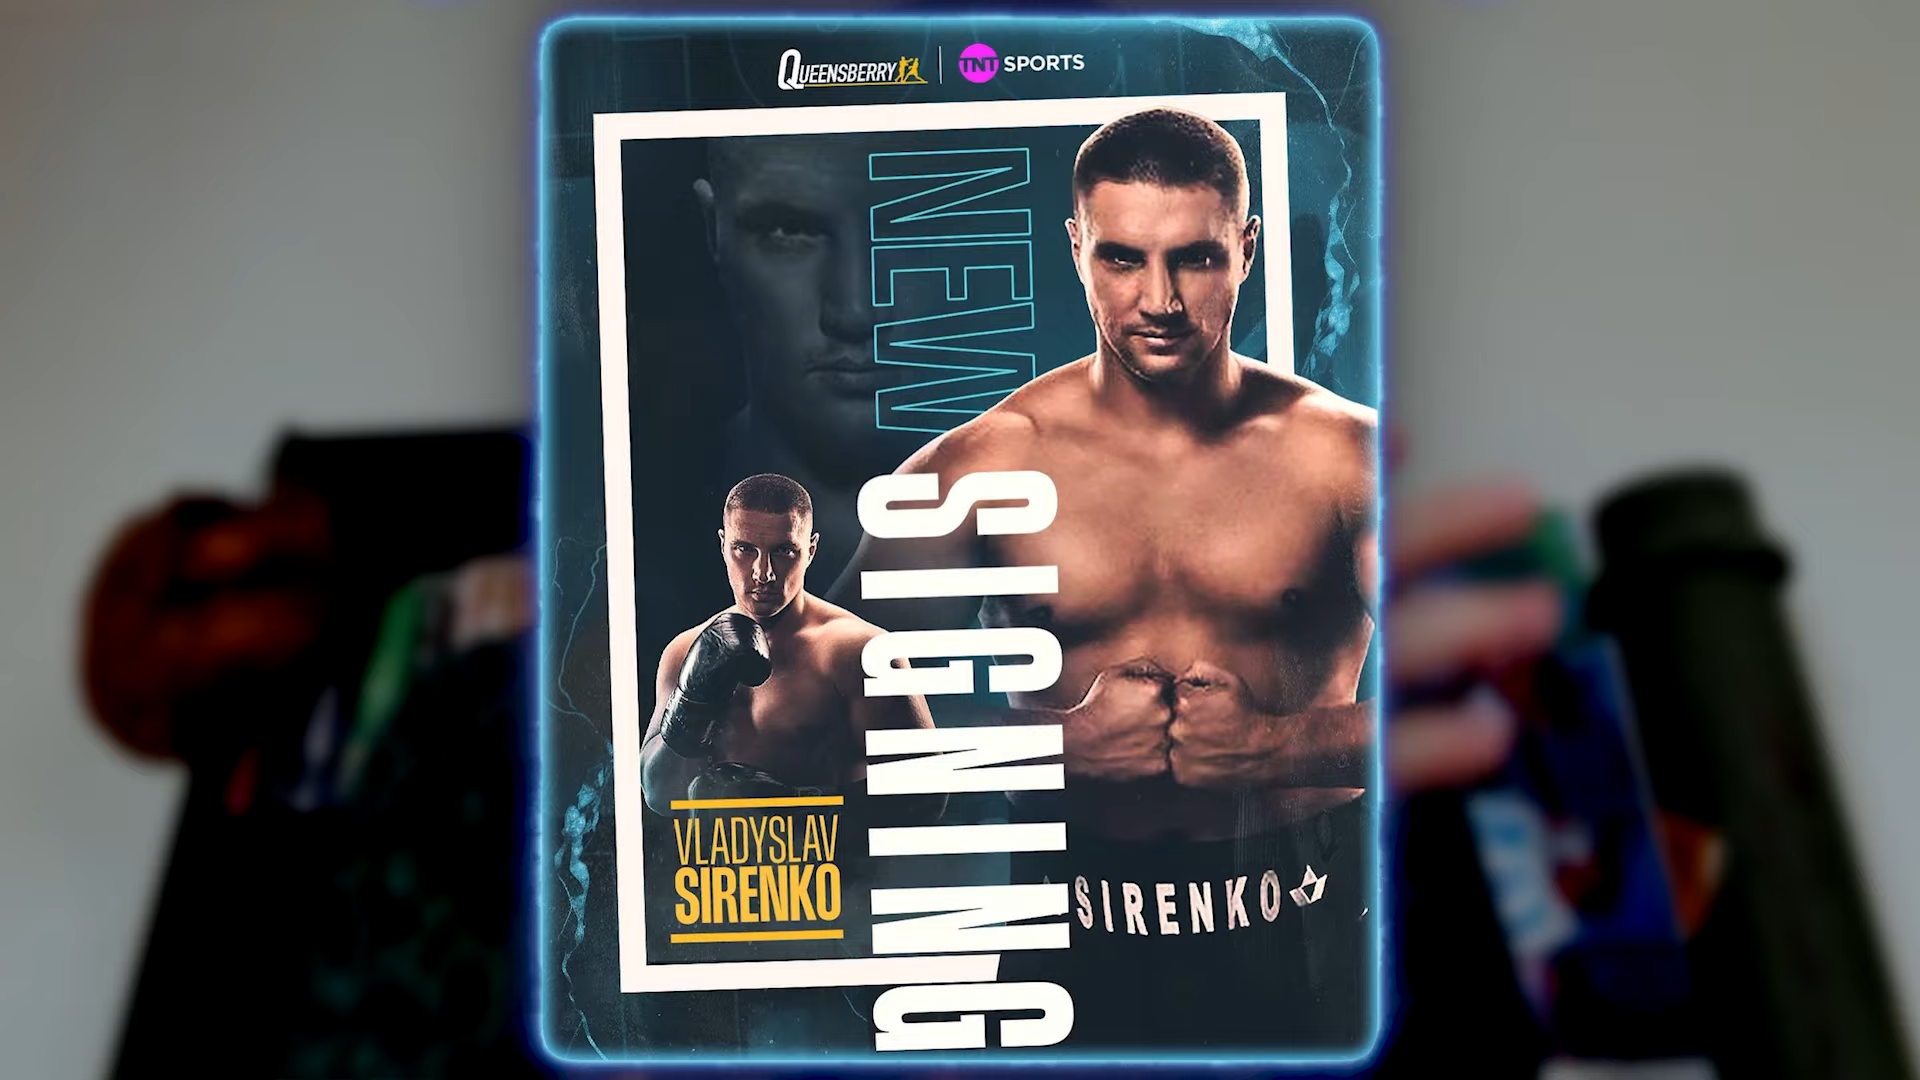 QUEENSBERRY
TNT SPORTS
NEW
SIGNING
VLADYSLAV
SIRENKO
SIRENKO